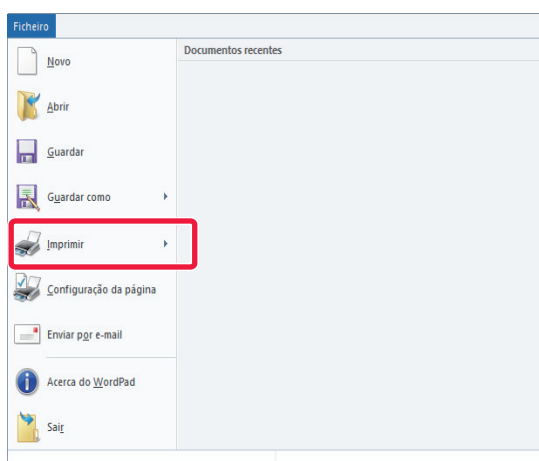 Ficheiro
Documentos recentes
Novo
Abrir
Guardar
Guardar como
Imprimir
Configuração da página
Enviar por e-mail
Acerca do WordPad
Sair